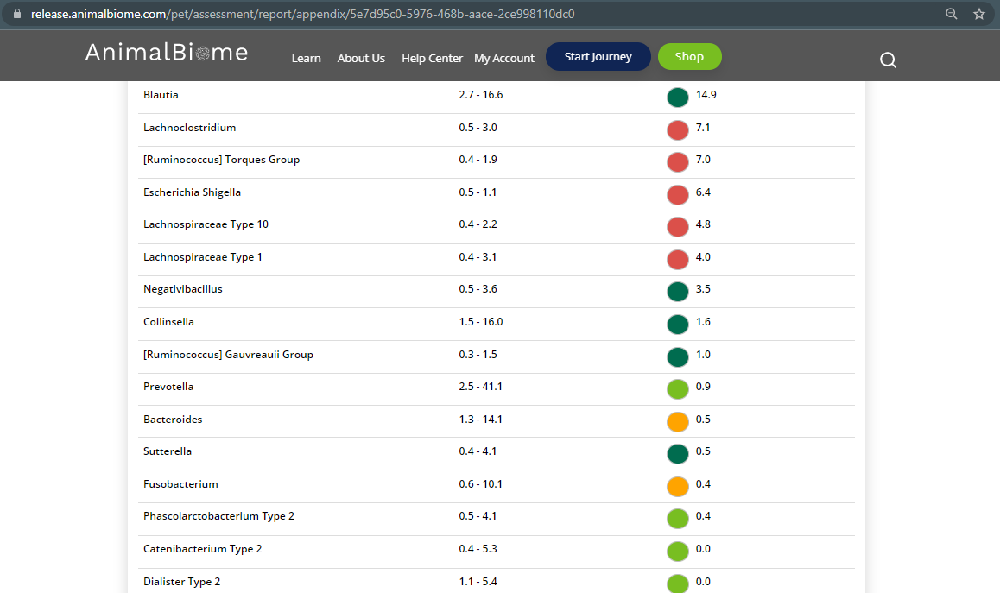 release.animalbiome.com/pet/assessment/report/appendix/5e7d95c0-5976-468b-aace-2ce998110dc0
AnimalBiome Learn About Us Help Center My Account Start Journey Shop
Blautia 2.7 - 16.6 14.9
Lachnoclostridium 0.5 - 3.0 7.1
[Ruminococcus] Torques Group 0.4 - 1.9 7.0
Escherichia Shigella 0.5 - 1.1 6.4
Lachnospiraceae Type 10 0.4 - 2.2 4.8
Lachnospiraceae Type 1 0.4 - 3.1 4.0
Negativibacillus 0.5 - 3.6 3.5
Collinsella 1.5 - 16.0 1.6
[Ruminococcus] Gauvreauii Group 0.3 - 1.5 1.0
Prevotella 2.5 - 41.1 0.9
Bacteroides 1.3 - 14.1 0.5
Sutterella 0.4 - 4.1 0.5
Fusobacterium 0.6 - 10.1 0.4
Phascolarctobacterium Type 2 0.5 - 4.1 0.4
Catenibacterium Type 2 0.4 - 5.3 0.0
Dialister Type 2 1.1 - 5.4 0.0